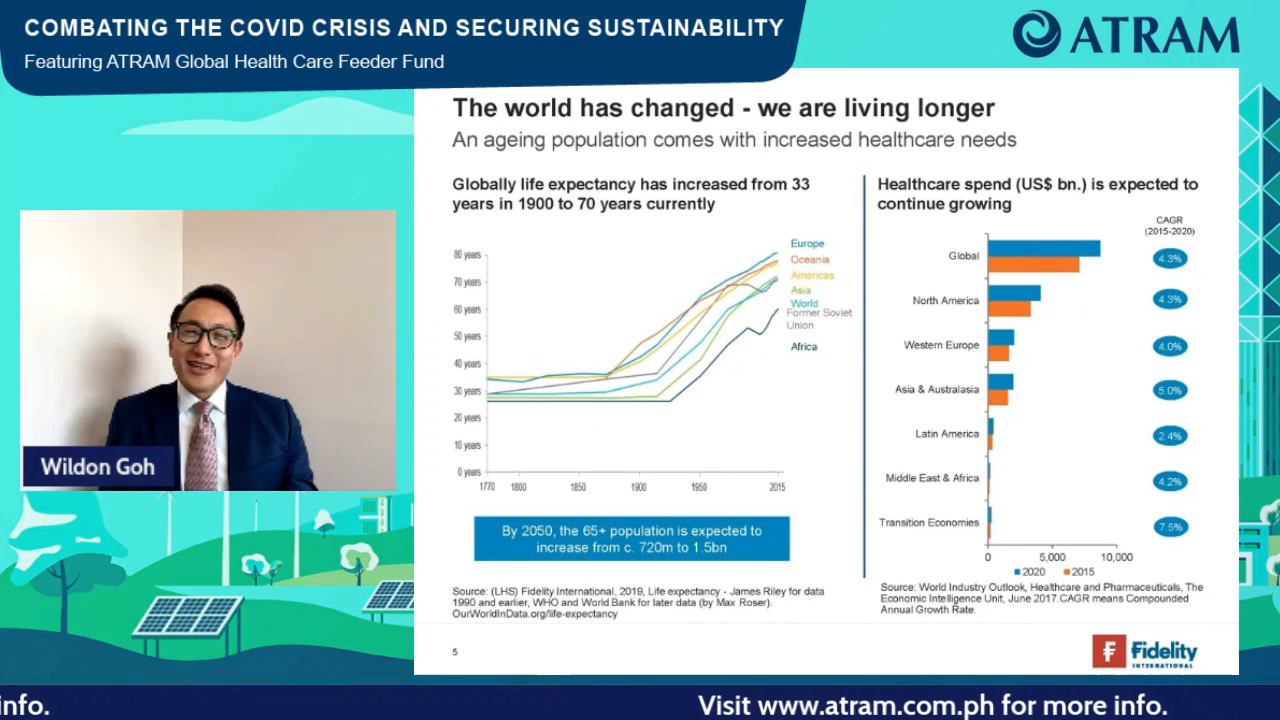 COMBATING THE COVID CRISIS AND SECURING SUSTAINABILITY
Featuring ATRAM Global Health Care Feeder Fund
ATRAM
The world has changed - we are living longer
An ageing population comes with increased healthcare needs
Globally life expectancy has increased from 33
years in 1900 to 70 years currently
80 years
70 years
60 years
50 years
40 years
30 years
20 years
10 years
0 years
1770
1800
1850
1900
1950
2015
Europe
Oceania
Americas
Asia
World
Former Soviet
Union
Africa
By 2050, the 65+ population is expected to
increase from c. 720m to 1.5bn
Source: (LHS) Fidelity International, 2019, Life expectancy - James Riley for data
1990 and earlier, WHO and World Bank for later data (by Max Roser).
OurWorldInData.org/life-expectancy
Healthcare spend (US$ bn.) is expected to
continue growing
CAGR
(2015-2020)
Global
4.3%
North America
4.3%
Western Europe
4.0%
Asia & Australasia
5.0%
Latin America
2.4%
Middle East & Africa
4.2%
Transition Economies
7.5%
0
5,000
10,000
2020
2015
Source: World Industry Outlook, Healthcare and Pharmaceuticals, The
Economic Intelligence Unit, June 2017.CAGR means Compounded
Annual Growth Rate.
5
Fidelity
INTERNATIONAL
Wildon Goh
info.
Visit www.atram.com.ph for more info.